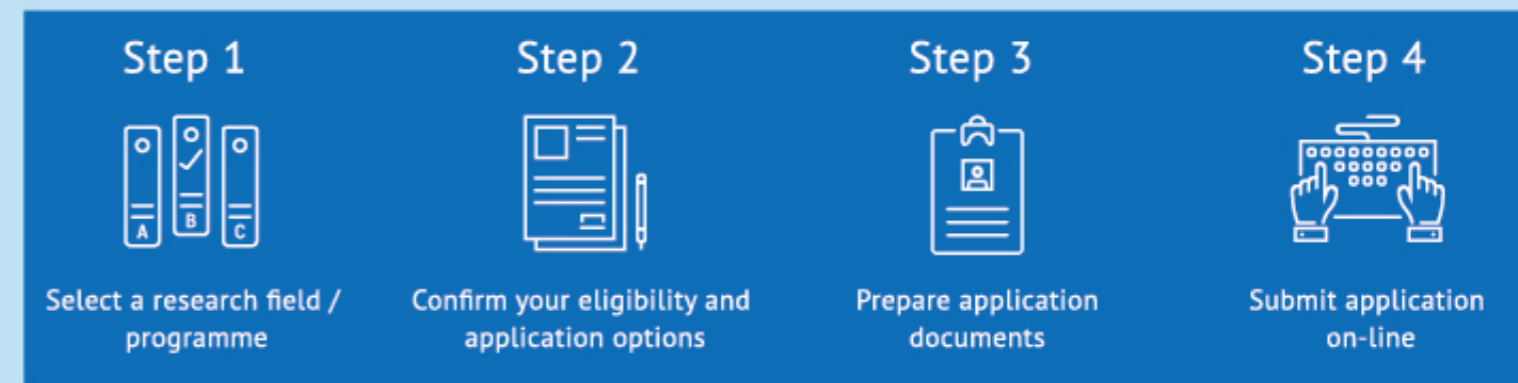 Step 1
A
B
C
Select a research field /
programme
Step 2
Confirm your eligibility and
application options
Step 3
Prepare application
documents
Step 4
Submit application
on-line